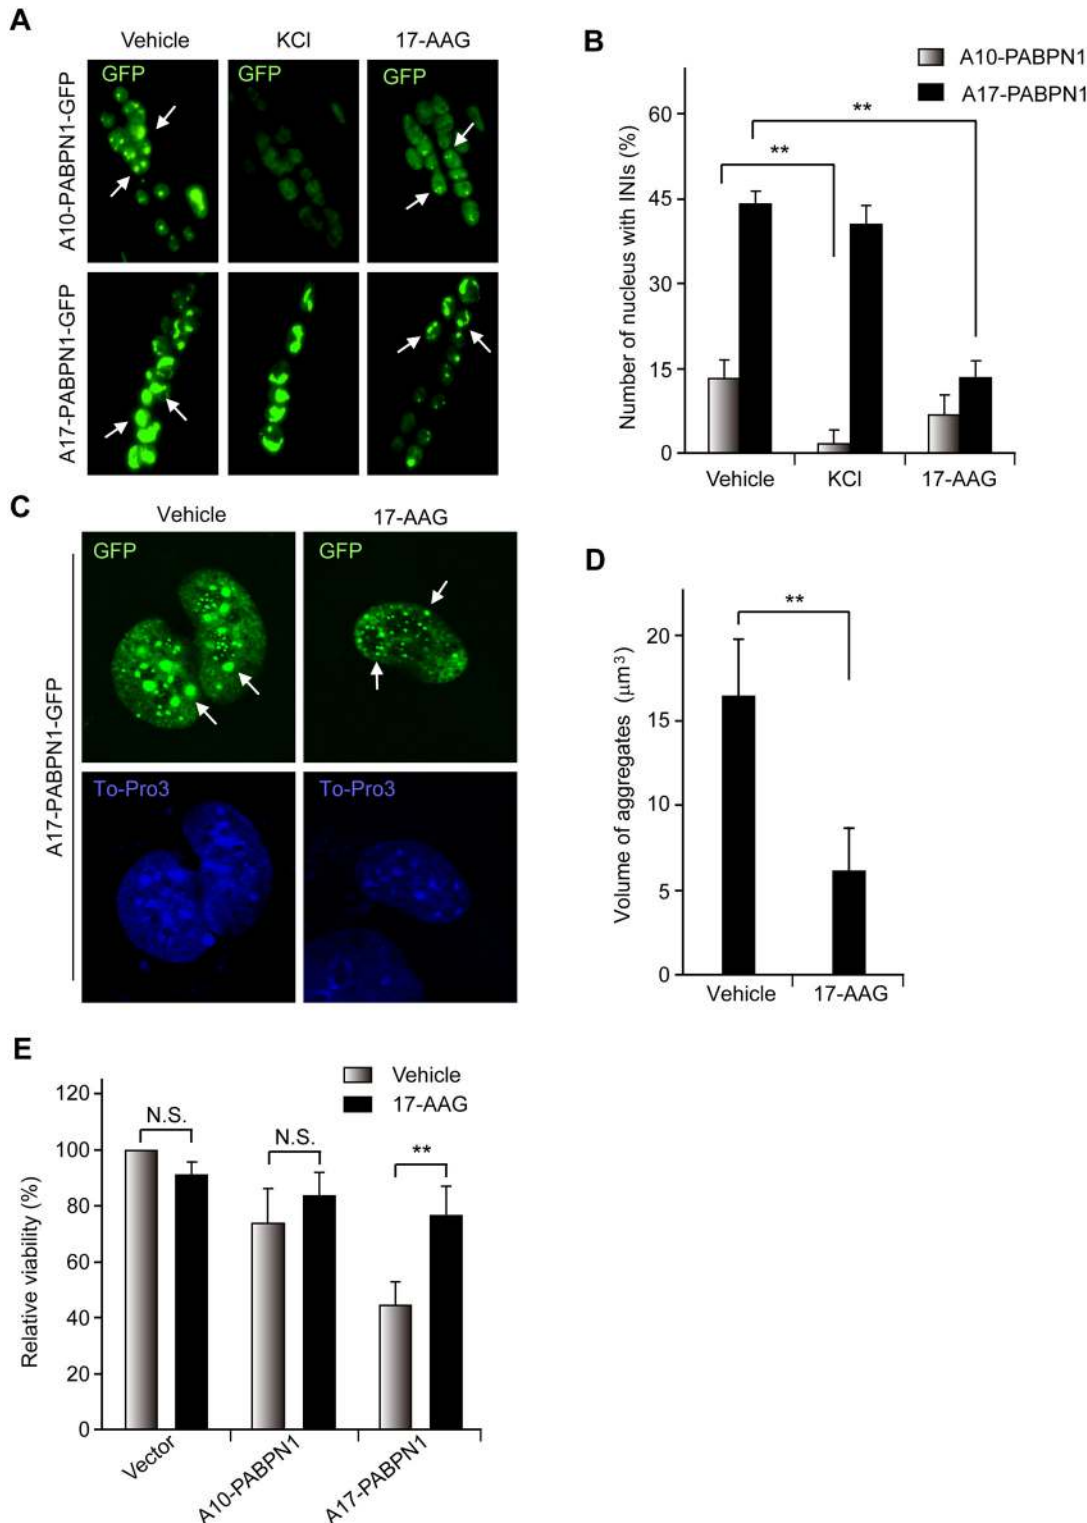 A
Vehicle
KCl
17-AAG
A10-PABPN1-GFP
GFP
GFP
GFP
A17-PABPN1-GFP
B
A10-PABPN1
A17-PABPN1
Number of nucleus with INIs (%)
60
45
30
15
0
**
**
Vehicle
KCl
17-AAG
C
Vehicle
17-AAG
A17-PABPN1-GFP
GFP
GFP
To-Pro3
To-Pro3
D
Volume of aggregates (μm³)
20
15
10
5
0
**
Vehicle
17-AAG
E
Vehicle
17-AAG
Relative viability (%)
120
100
80
60
40
20
0
N.S.
N.S.
**
Vector
A10-PABPN1
A17-PABPN1